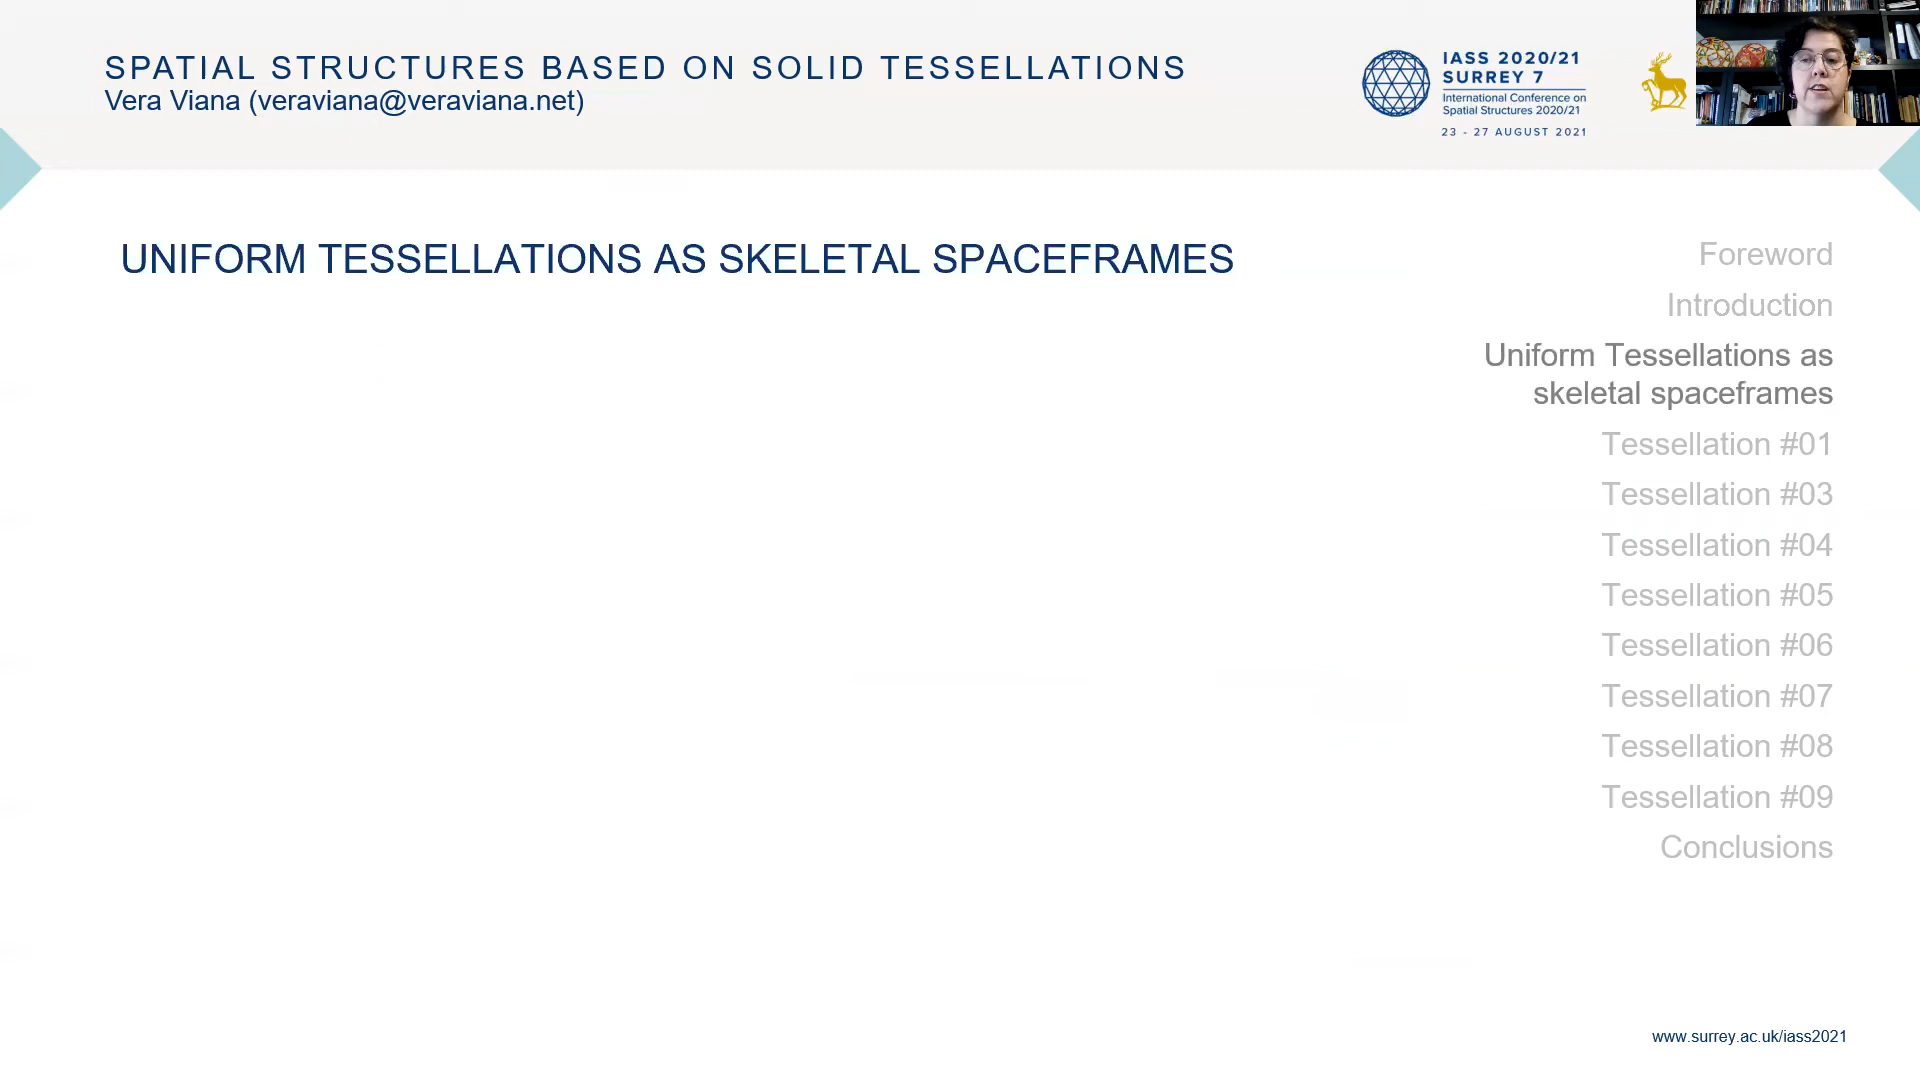 SPATIAL STRUCTURES BASED ON SOLID TESSELLATIONS
Vera Viana (veraviana@veraviana.net)
IASS 2020/21
SURREY 7
International Conference on
Spatial Structures 2020/21
23 - 27 AUGUST 2021
UNIFORM TESSELLATIONS AS SKELETAL SPACEFRAMES
Foreword
Introduction
Uniform Tessellations as
skeletal spaceframes
Tessellation #01
Tessellation #03
Tessellation #04
Tessellation #05
Tessellation #06
Tessellation #07
Tessellation #08
Tessellation #09
Conclusions
www.surrey.ac.uk/iass2021